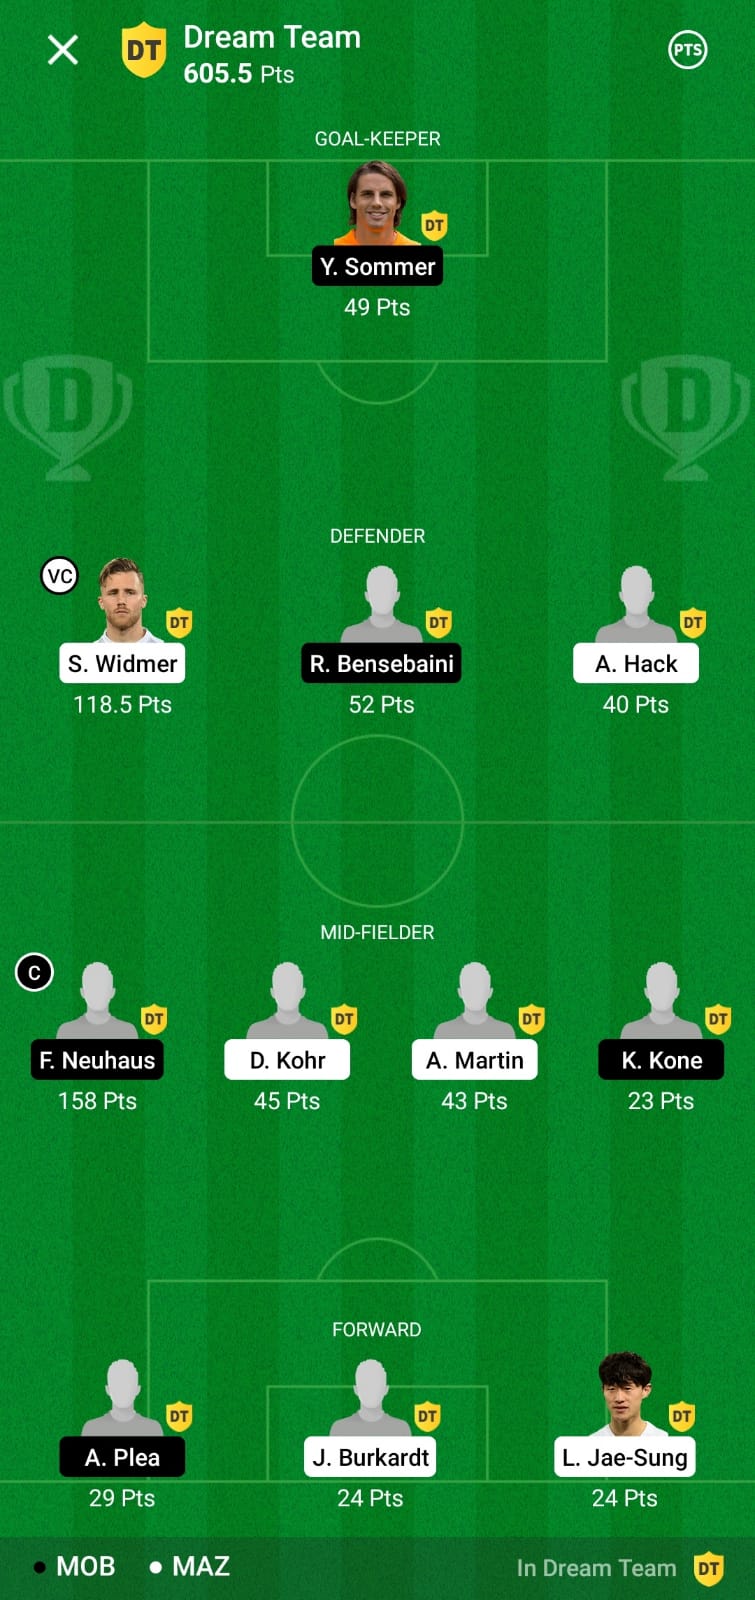 DT
Dream Team
605.5 Pts
PTS
GOAL-KEEPER
DT
Y. Sommer
49 Pts
D
D
DEFENDER
VC
DT
DT
DT
S. Widmer
R. Bensebaini
A. Hack
118.5 Pts
52 Pts
40 Pts
MID-FIELDER
C
DT
DT
DT
DT
F. Neuhaus
D. Kohr
A. Martin
K. Kone
158 Pts
45 Pts
43 Pts
23 Pts
FORWARD
DT
DT
DT
A. Plea
J. Burkardt
L. Jae-Sung
29 Pts
24 Pts
24 Pts
MOB
MAZ
In Dream Team
DT